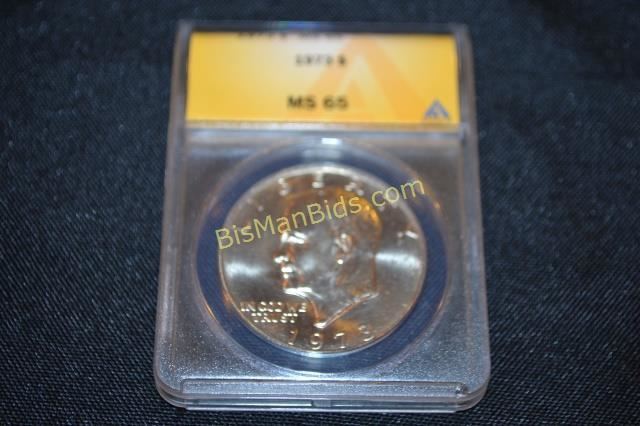 1973 $
MS 65
BisManBids.com
IN GOD WE
TRUST
1973